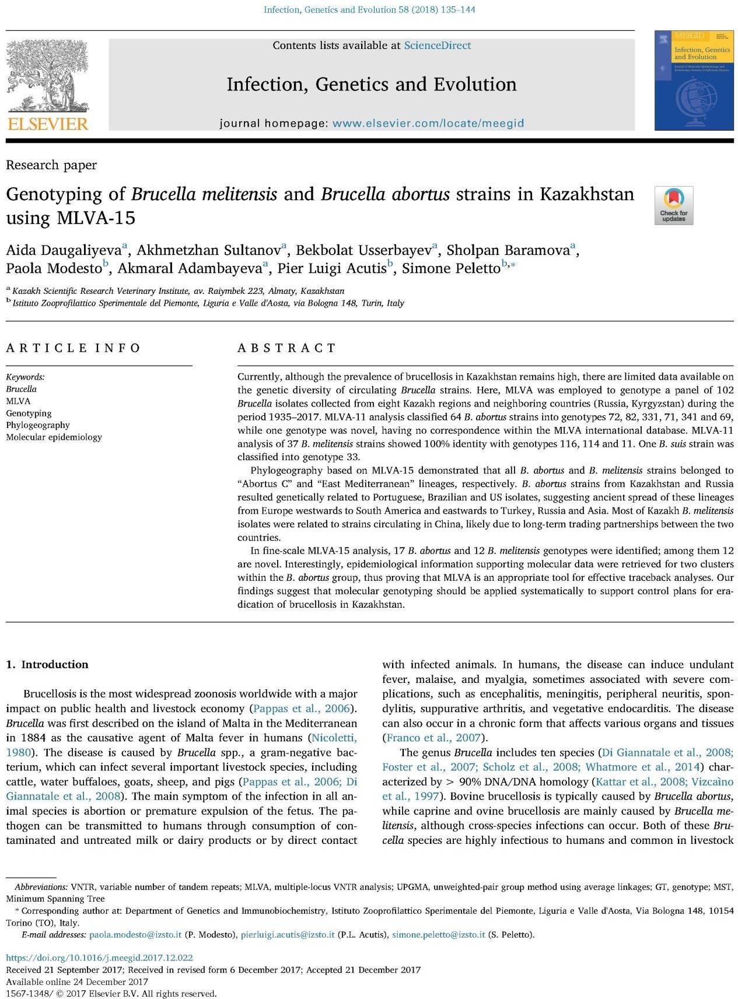 Infection, Genetics and Evolution 58 (2018) 135–144
Contents lists available at ScienceDirect
Infection, Genetics and Evolution
journal homepage: www.elsevier.com/locate/meegid
ELSEVIER
MEEGID
Infection, Genetics
and Evolution
Research paper
Genotyping of Brucella melitensis and Brucella abortus strains in Kazakhstan
using MLVA-15
Check for
updates
Aida Daugaliyevaa, Akhmetzhan Sultanova, Bekbolat Usserbayeva, Sholpan Baramovaa,
Paola Modestob, Akmaral Adambayevaa, Pier Luigi Acutisb, Simone Pelettob,*
a Kazakh Scientific Research Veterinary Institute, av. Raiymbek 223, Almaty, Kazakhstan
b Istituto Zooprofilattico Sperimentale del Piemonte, Liguria e Valle d'Aosta, via Bologna 148, Turin, Italy
ARTICLE INFO
Keywords:
Brucella
MLVA
Genotyping
Phylogeography
Molecular epidemiology
ABSTRACT
Currently, although the prevalence of brucellosis in Kazakhstan remains high, there are limited data available on
the genetic diversity of circulating Brucella strains. Here, MLVA was employed to genotype a panel of 102
Brucella isolates collected from eight Kazakh regions and neighboring countries (Russia, Kyrgyzstan) during the
period 1935–2017. MLVA-11 analysis classified 64 B. abortus strains into genotypes 72, 82, 331, 71, 341 and 69,
while one genotype was novel, having no correspondence within the MLVA international database. MLVA-11
analysis of 37 B. melitensis strains showed 100% identity with genotypes 116, 114 and 11. One B. suis strain was
classified into genotype 33.
Phylogeography based on MLVA-15 demonstrated that all B. abortus and B. melitensis strains belonged to
“Abortus C” and “East Mediterranean” lineages, respectively. B. abortus strains from Kazakhstan and Russia
resulted genetically related to Portuguese, Brazilian and US isolates, suggesting ancient spread of these lineages
from Europe westwards to South America and eastwards to Turkey, Russia and Asia. Most of Kazakh B. melitensis
isolates were related to strains circulating in China, likely due to long-term trading partnerships between the two
countries.
In fine-scale MLVA-15 analysis, 17 B. abortus and 12 B. melitensis genotypes were identified; among them 12
are novel. Interestingly, epidemiological information supporting molecular data were retrieved for two clusters
within the B. abortus group, thus proving that MLVA is an appropriate tool for effective traceback analyses. Our
findings suggest that molecular genotyping should be applied systematically to support control plans for era-
dication of brucellosis in Kazakhstan.
1. Introduction
Brucellosis is the most widespread zoonosis worldwide with a major
impact on public health and livestock economy (Pappas et al., 2006).
Brucella was first described on the island of Malta in the Mediterranean
in 1884 as the causative agent of Malta fever in humans (Nicoletti,
1980). The disease is caused by Brucella spp., a gram-negative bac-
terium, which can infect several important livestock species, including
cattle, water buffaloes, goats, sheep, and pigs (Pappas et al., 2006; Di
Giannatale et al., 2008). The main symptom of the infection in all an-
imal species is abortion or premature expulsion of the fetus. The pa-
thogen can be transmitted to humans through consumption of con-
taminated and untreated milk or dairy products or by direct contact
with infected animals. In humans, the disease can induce undulant
fever, malaise, and myalgia, sometimes associated with severe com-
plications, such as encephalitis, meningitis, peripheral neuritis, spon-
dylitis, suppurative arthritis, and vegetative endocarditis. The disease
can also occur in a chronic form that affects various organs and tissues
(Franco et al., 2007).
The genus Brucella includes ten species (Di Giannatale et al., 2008;
Foster et al., 2007; Scholz et al., 2008; Whatmore et al., 2014) char-
acterized by > 90% DNA/DNA homology (Kattar et al., 2008; Vizcaìno
et al., 1997). Bovine brucellosis is typically caused by Brucella abortus,
while caprine and ovine brucellosis are mainly caused by Brucella me-
litensis, although cross-species infections can occur. Both of these Bru-
cella species are highly infectious to humans and common in livestock
Abbreviations: VNTR, variable number of tandem repeats; MLVA, multiple-locus VNTR analysis; UPGMA, unweighted-pair group method using average linkages; GT, genotype; MST,
Minimum Spanning Tree
* Corresponding author at: Department of Genetics and Immunobiochemistry, Istituto Zooprofilattico Sperimentale del Piemonte, Liguria e Valle d'Aosta, Via Bologna 148, 10154
Torino (TO), Italy.
E-mail addresses: paola.modesto@izsto.it (P. Modesto), pierluigi.acutis@izsto.it (P.L. Acutis), simone.peletto@izsto.it (S. Peletto).
https://doi.org/10.1016/j.meegid.2017.12.022
Received 21 September 2017; Received in revised form 6 December 2017; Accepted 21 December 2017
Available online 24 December 2017
1567-1348/ © 2017 Elsevier B.V. All rights reserved.